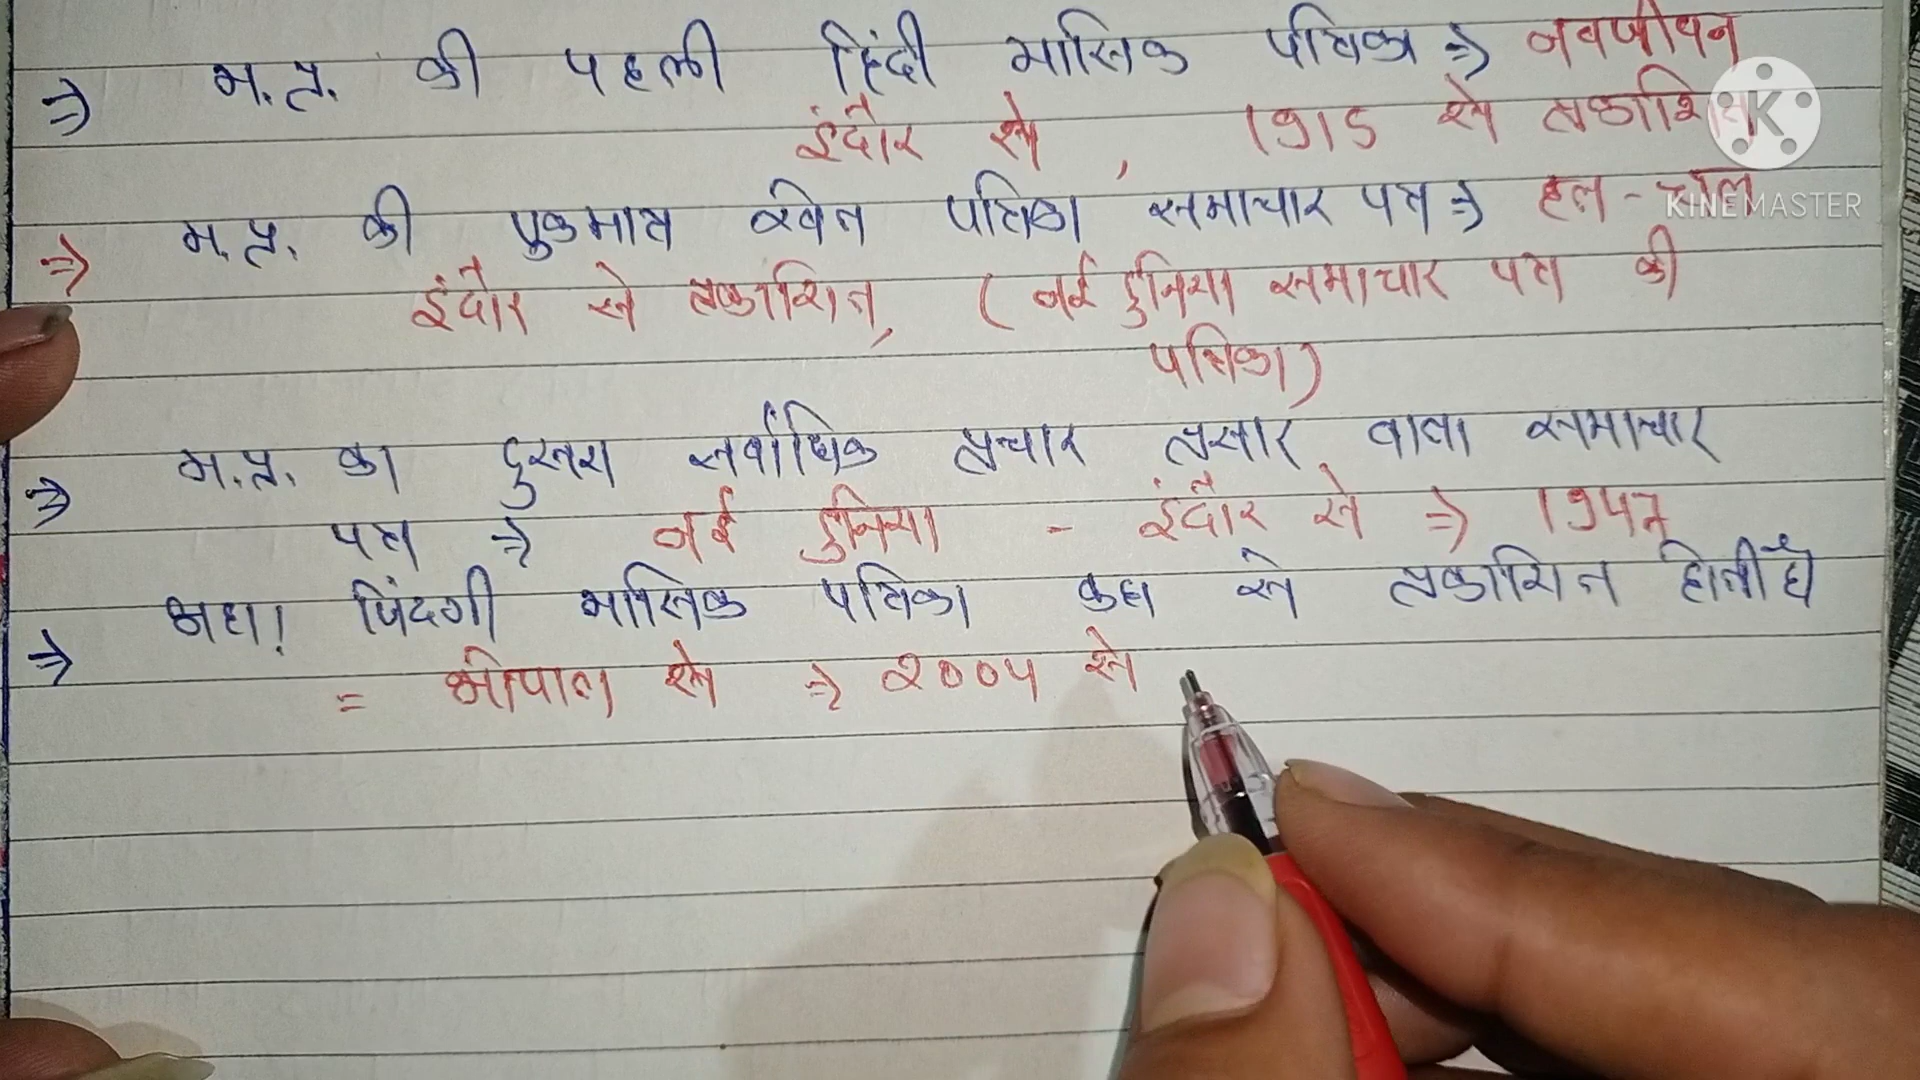 ⇒ म.प्र. की पहली हिंदी मासिक पत्रिका ⇒ नवजीवन
इंदौर से, 1915 से प्रकाशित
⇒ म.प्र. की एकमात्र खेल पत्रिका समाचार पत्र ⇒ हल-चल
इंदौर से प्रकाशित, (नई दुनिया समाचार पत्र की
पत्रिका)
⇒ म.प्र. का दुसरा सर्वाधिक प्रचार प्रसार वाला समाचार
पत्र ⇒ नई दुनिया - इंदौर से ⇒ 1947
⇒ अहा! जिंदगी मासिक पत्रिका कहा से प्रकाशित होती है
= भोपाल से ⇒ 2004 से
K
KINEMASTER